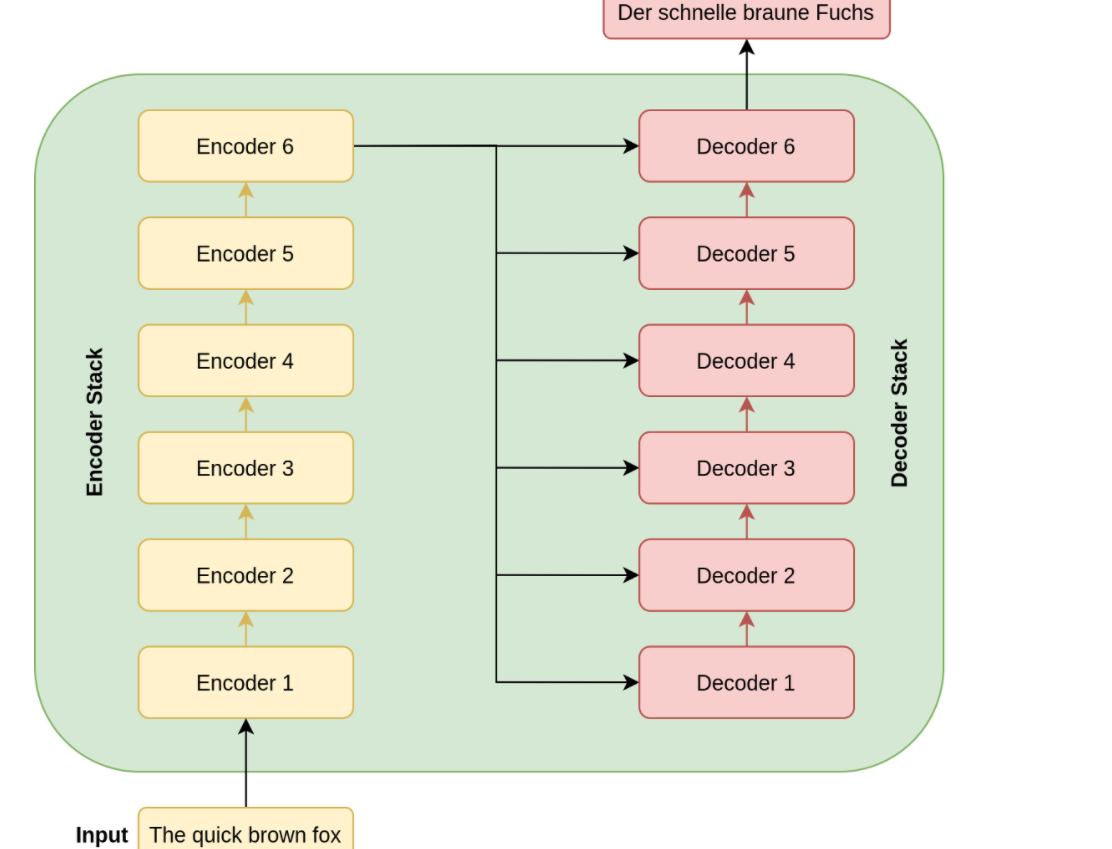 Der schnelle braune Fuchs
Encoder 6
Decoder 6
Encoder 5
Decoder 5
Encoder 4
Decoder 4
Encoder Stack
Decoder Stack
Encoder 3
Decoder 3
Encoder 2
Decoder 2
Encoder 1
Decoder 1
Input
The quick brown fox